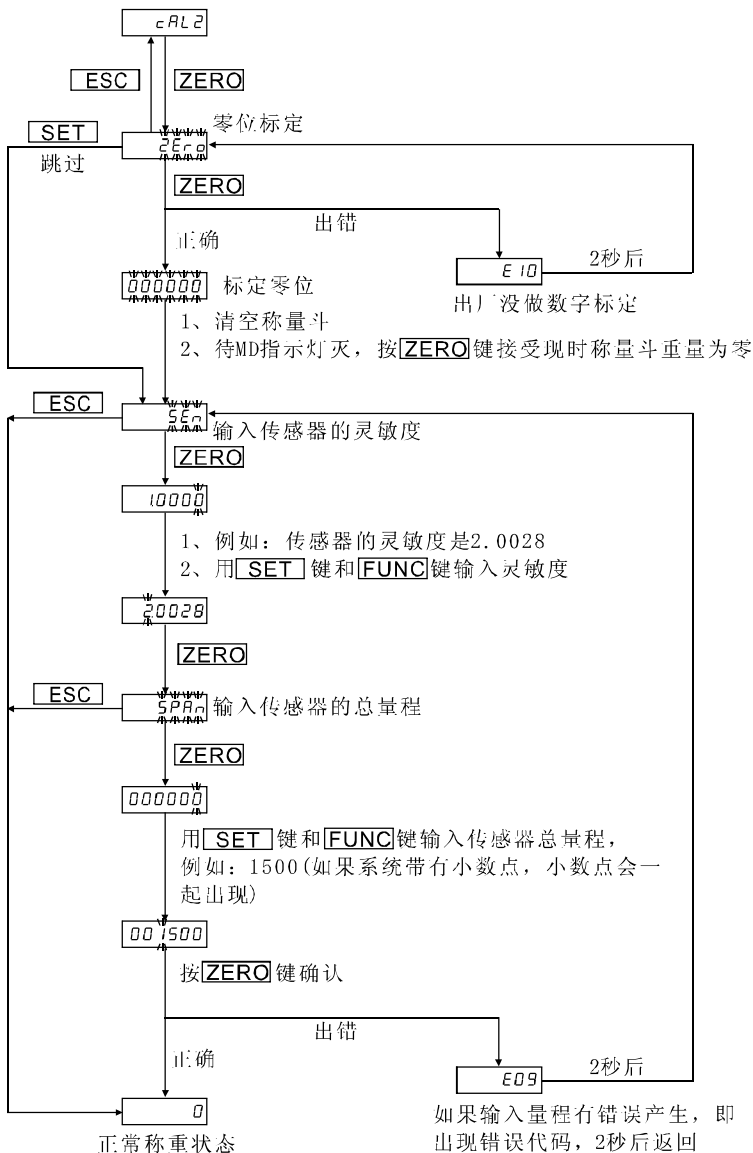 cAL2
ESC
ZERO
SET
跳过
零位标定
2Ero
ZERO
出错
正确
E10
2秒后
出厂没做数字标定
000000
标定零位
1、清空称量斗
2、待MD指示灯灭，按ZERO键接受现时称量斗重量为零
ESC
SEn
输入传感器的灵敏度
ZERO
10000
1、例如：传感器的灵敏度是2.0028
2、用SET键和FUNC键输入灵敏度
2.0028
ZERO
ESC
SPAn
输入传感器的总量程
ZERO
000000
用SET键和FUNC键输入传感器总量程，
例如：1500(如果系统带有小数点，小数点会一
起出现)
001500
按ZERO键确认
出错
正确
E09
2秒后
0
正常称重状态
如果输入量程有错误产生，即
出现错误代码，2秒后返回